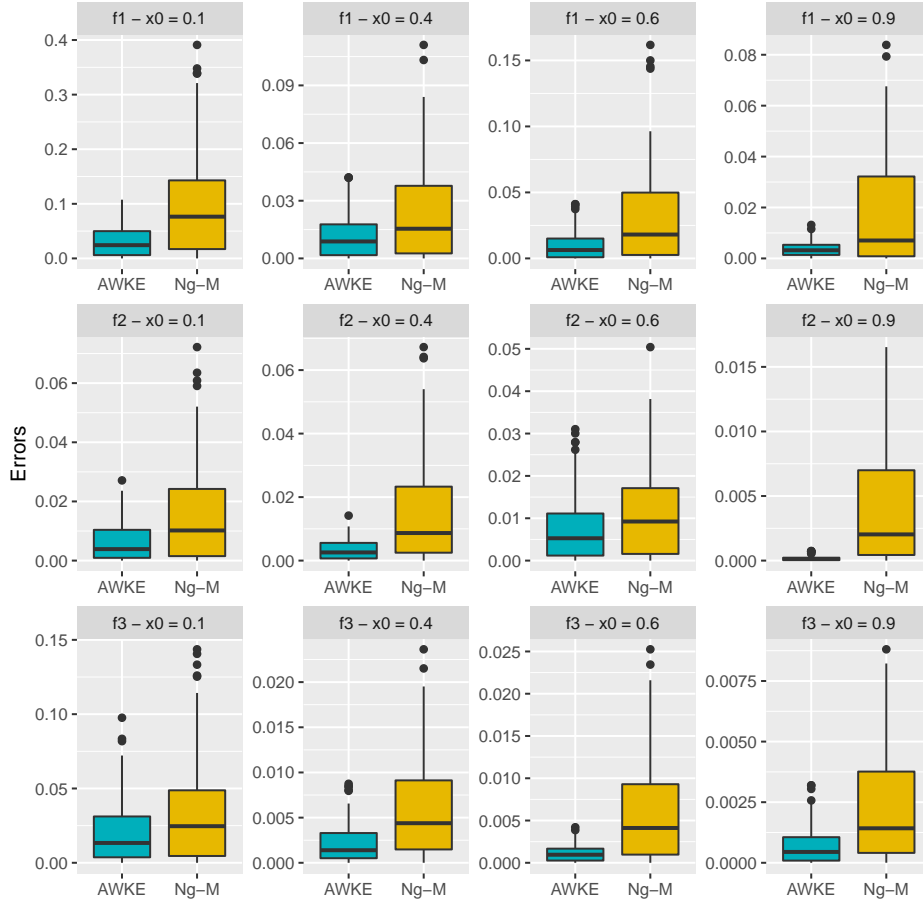 f1 − x0 = 0.1
f1 − x0 = 0.4
f1 − x0 = 0.6
f1 − x0 = 0.9
0.4
0.3
0.2
0.1
0.0
0.09
0.06
0.03
0.00
0.15
0.10
0.05
0.00
0.08
0.06
0.04
0.02
0.00
AWKE Ng−M
AWKE Ng−M
AWKE Ng−M
AWKE Ng−M
Errors
f2 − x0 = 0.1
f2 − x0 = 0.4
f2 − x0 = 0.6
f2 − x0 = 0.9
0.06
0.04
0.02
0.00
0.06
0.04
0.02
0.00
0.05
0.04
0.03
0.02
0.01
0.00
0.015
0.010
0.005
0.000
AWKE Ng−M
AWKE Ng−M
AWKE Ng−M
AWKE Ng−M
f3 − x0 = 0.1
f3 − x0 = 0.4
f3 − x0 = 0.6
f3 − x0 = 0.9
0.15
0.10
0.05
0.00
0.020
0.015
0.010
0.005
0.000
0.025
0.020
0.015
0.010
0.005
0.000
0.0075
0.0050
0.0025
0.0000
AWKE Ng−M
AWKE Ng−M
AWKE Ng−M
AWKE Ng−M